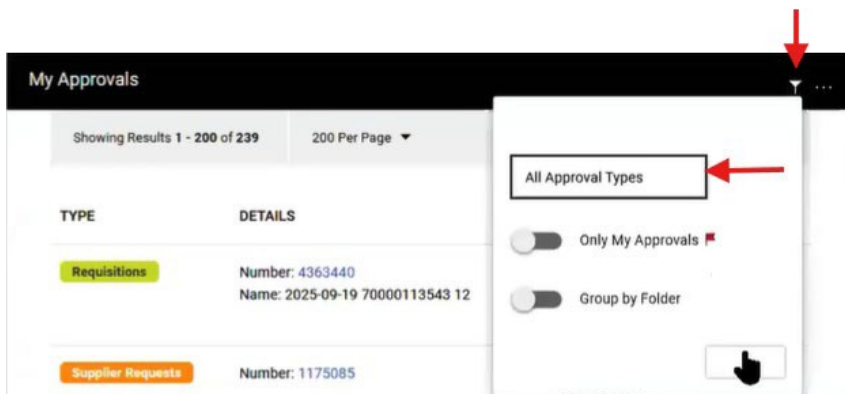 My Approvals
...
Showing Results 1 - 200 of 239
200 Per Page
All Approval Types
TYPE
DETAILS
Only My Approvals
Requisitions
Number: 4363440
Name: 2025-09-19 70000113543 12
Group by Folder
Supplier Requests
Number: 1175085